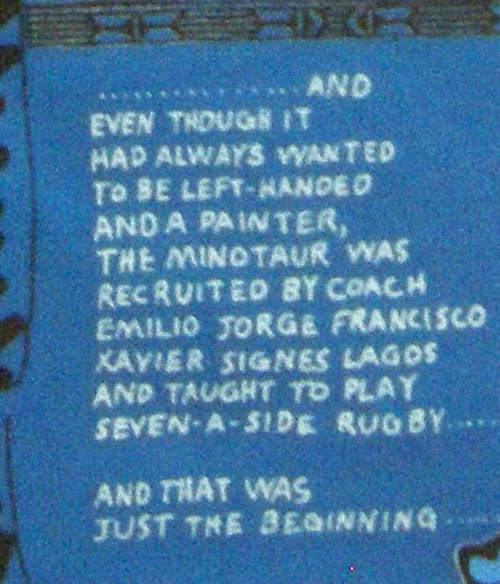 ................AND
EVEN THOUGH IT
HAD ALWAYS WANTED
TO BE LEFT-HANDED
AND A PAINTER,
THE MINOTAUR WAS
RECRUITED BY COACH
EMILIO JORGE FRANCISCO
XAVIER SIGNES LAGOS
AND TAUGHT TO PLAY
SEVEN-A-SIDE RUGBY.....
AND THAT WAS
JUST THE BEGINNING.....